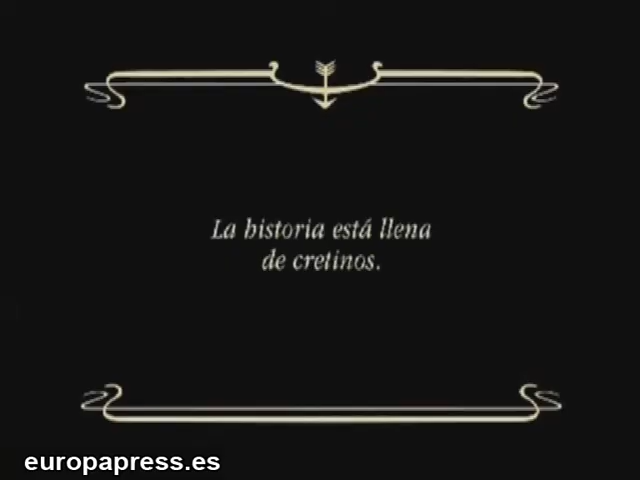 La historia está llena
de cretinos.
europapress.es